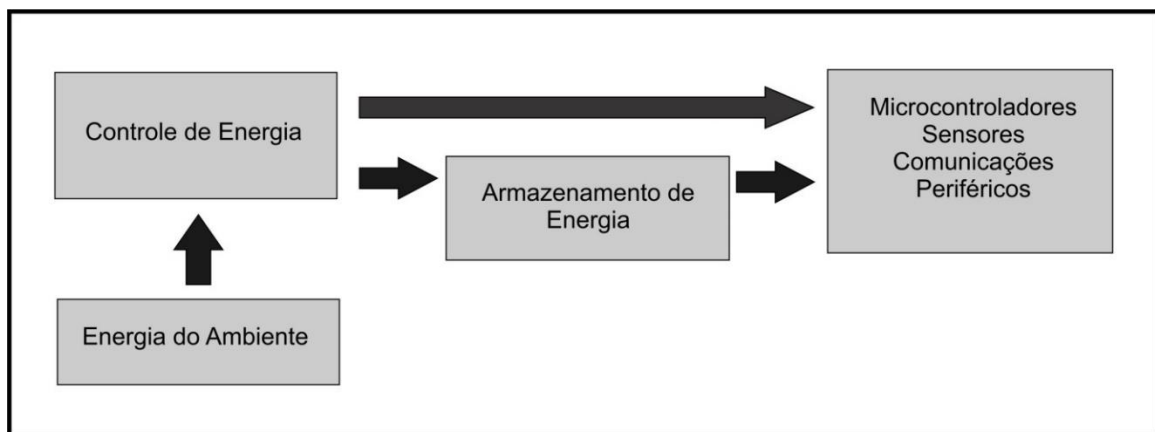 Controle de Energia
Microcontroladores
Sensores
Comunicações
Periféricos
Armazenamento de
Energia
Energia do Ambiente